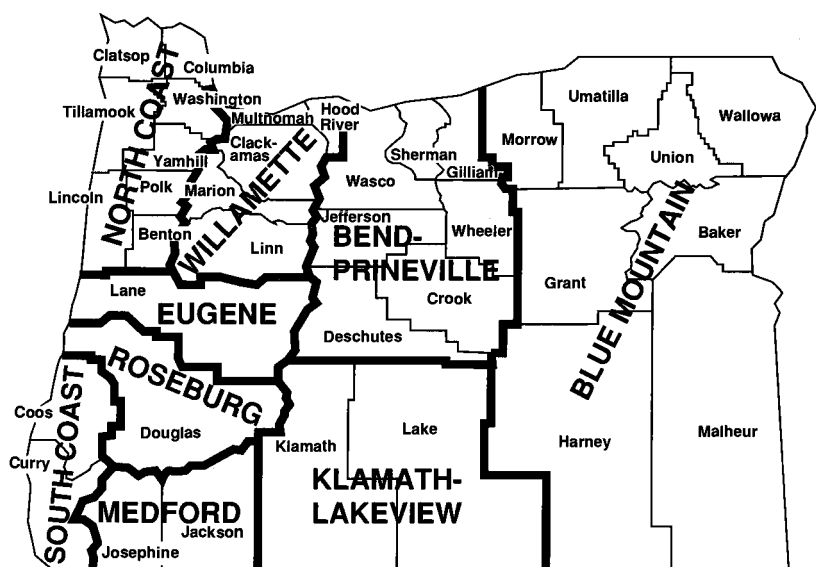 Clatsop
Columbia
NORTH COAST
Washington
Tillamook
Multnomah
Hood
River
Clack-
amas
Yamhill
Polk
Marion
Lincoln
WILLAMETTE
Benton
Linn
Sherman
Gilliam
Wasco
Jefferson
Wheeler
BEND-
PRINEVILLE
Crook
Deschutes
Morrow
Umatilla
Wallowa
Union
Baker
Grant
BLUE MOUNTAIN
Lane
EUGENE
ROSEBURG
Douglas
Coos
Curry
SOUTH COAST
MEDFORD
Jackson
Josephine
Klamath
Lake
KLAMATH-
LAKEVIEW
Harney
Malheur